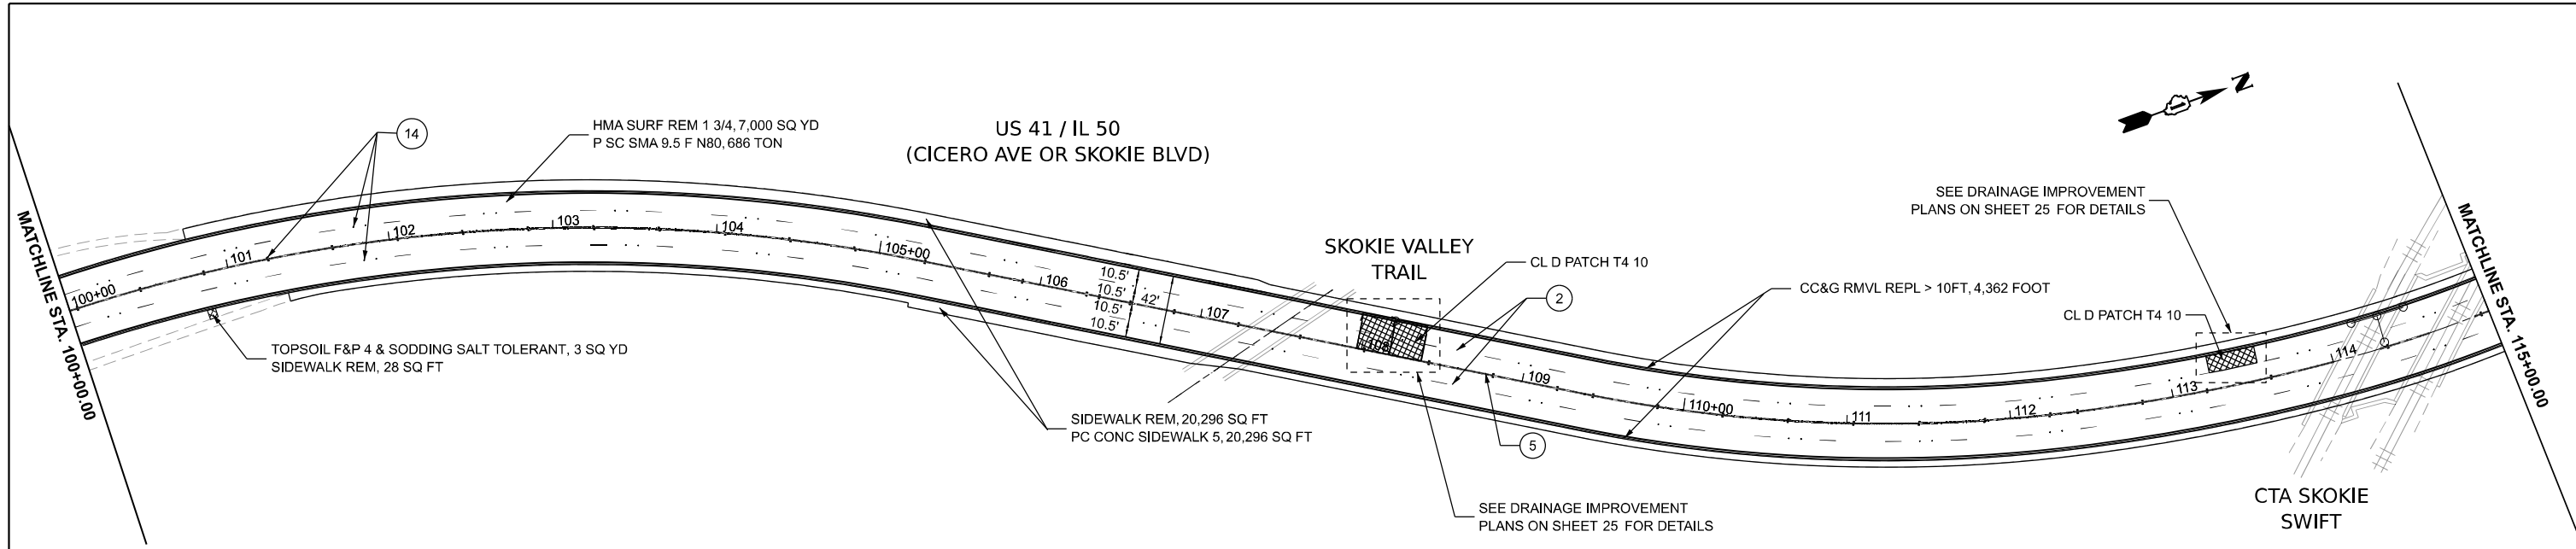 HMA SURF REM 1 3/4, 7,000 SQ YD
P SC SMA 9.5 F N80, 686 TON
14
US 41 / IL 50
(CICERO AVE OR SKOKIE BLVD)
N
SEE DRAINAGE IMPROVEMENT
PLANS ON SHEET 25 FOR DETAILS
SKOKIE VALLEY
TRAIL
CL D PATCH T4 10
2
CC&G RMVL REPL > 10FT, 4,362 FOOT
CL D PATCH T4 10
MATCHLINE STA. 100+00.00
MATCHLINE STA. 115+00.00
100+00
101
102
103
104
105+00
106
10.5'
10.5'
10.5'
10.5'
42'
107
108
109
110+00
111
112
113
114
TOPSOIL F&P 4 & SODDING SALT TOLERANT, 3 SQ YD
SIDEWALK REM, 28 SQ FT
SIDEWALK REM, 20,296 SQ FT
PC CONC SIDEWALK 5, 20,296 SQ FT
5
SEE DRAINAGE IMPROVEMENT
PLANS ON SHEET 25 FOR DETAILS
CTA SKOKIE
SWIFT